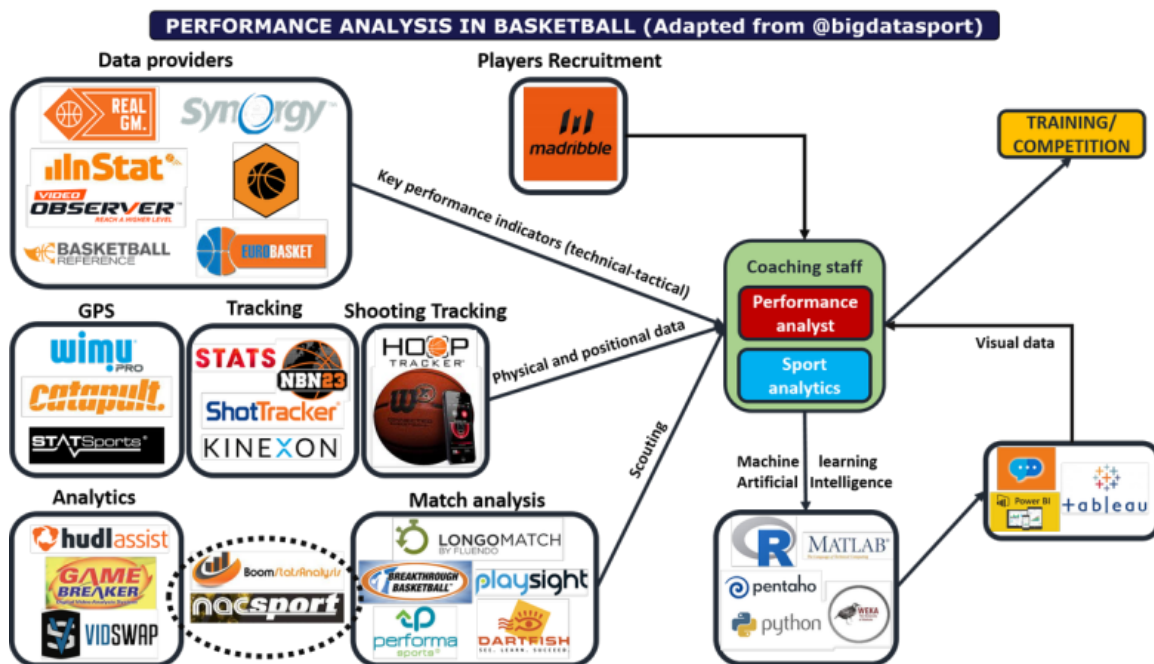 PERFORMANCE ANALYSIS IN BASKETBALL (Adapted from @bigdatasport)
Data providers
Players Recruitment
REAL
GM.
Synergy
madribble
TRAINING/
COMPETITION
InStat
VIDEO
OBSERVER
REACH A HIGHER LEVEL
BASKETBALL
REFERENCE
EUROBASKET
Key performance indicators (technical-tactical)
Coaching staff
Performance
analyst
Sport
analytics
GPS
Tracking
Shooting Tracking
wimu
PRO
catapult.
STATSports
STATS
NBN23
ShotTracker
KINEXON
HOOP
TRACKER
Physical and positional data
Visual data
Scouting
Machine learning
Artificial Intelligence
Analytics
Match analysis
hudl assist
GAME
BREAKER
Digital Video Analysis System
VIDSWAP
BoomStatsAnalysis
nacsport
LONGOMATCH
BY FLUENDO
BREAKTHROUGH
BASKETBALL
playsight
performa
sports
DARTFISH
SEE. LEARN. SUCCEED.
R
MATLAB
pentaho
python
WEKA
Power BI
+tableau